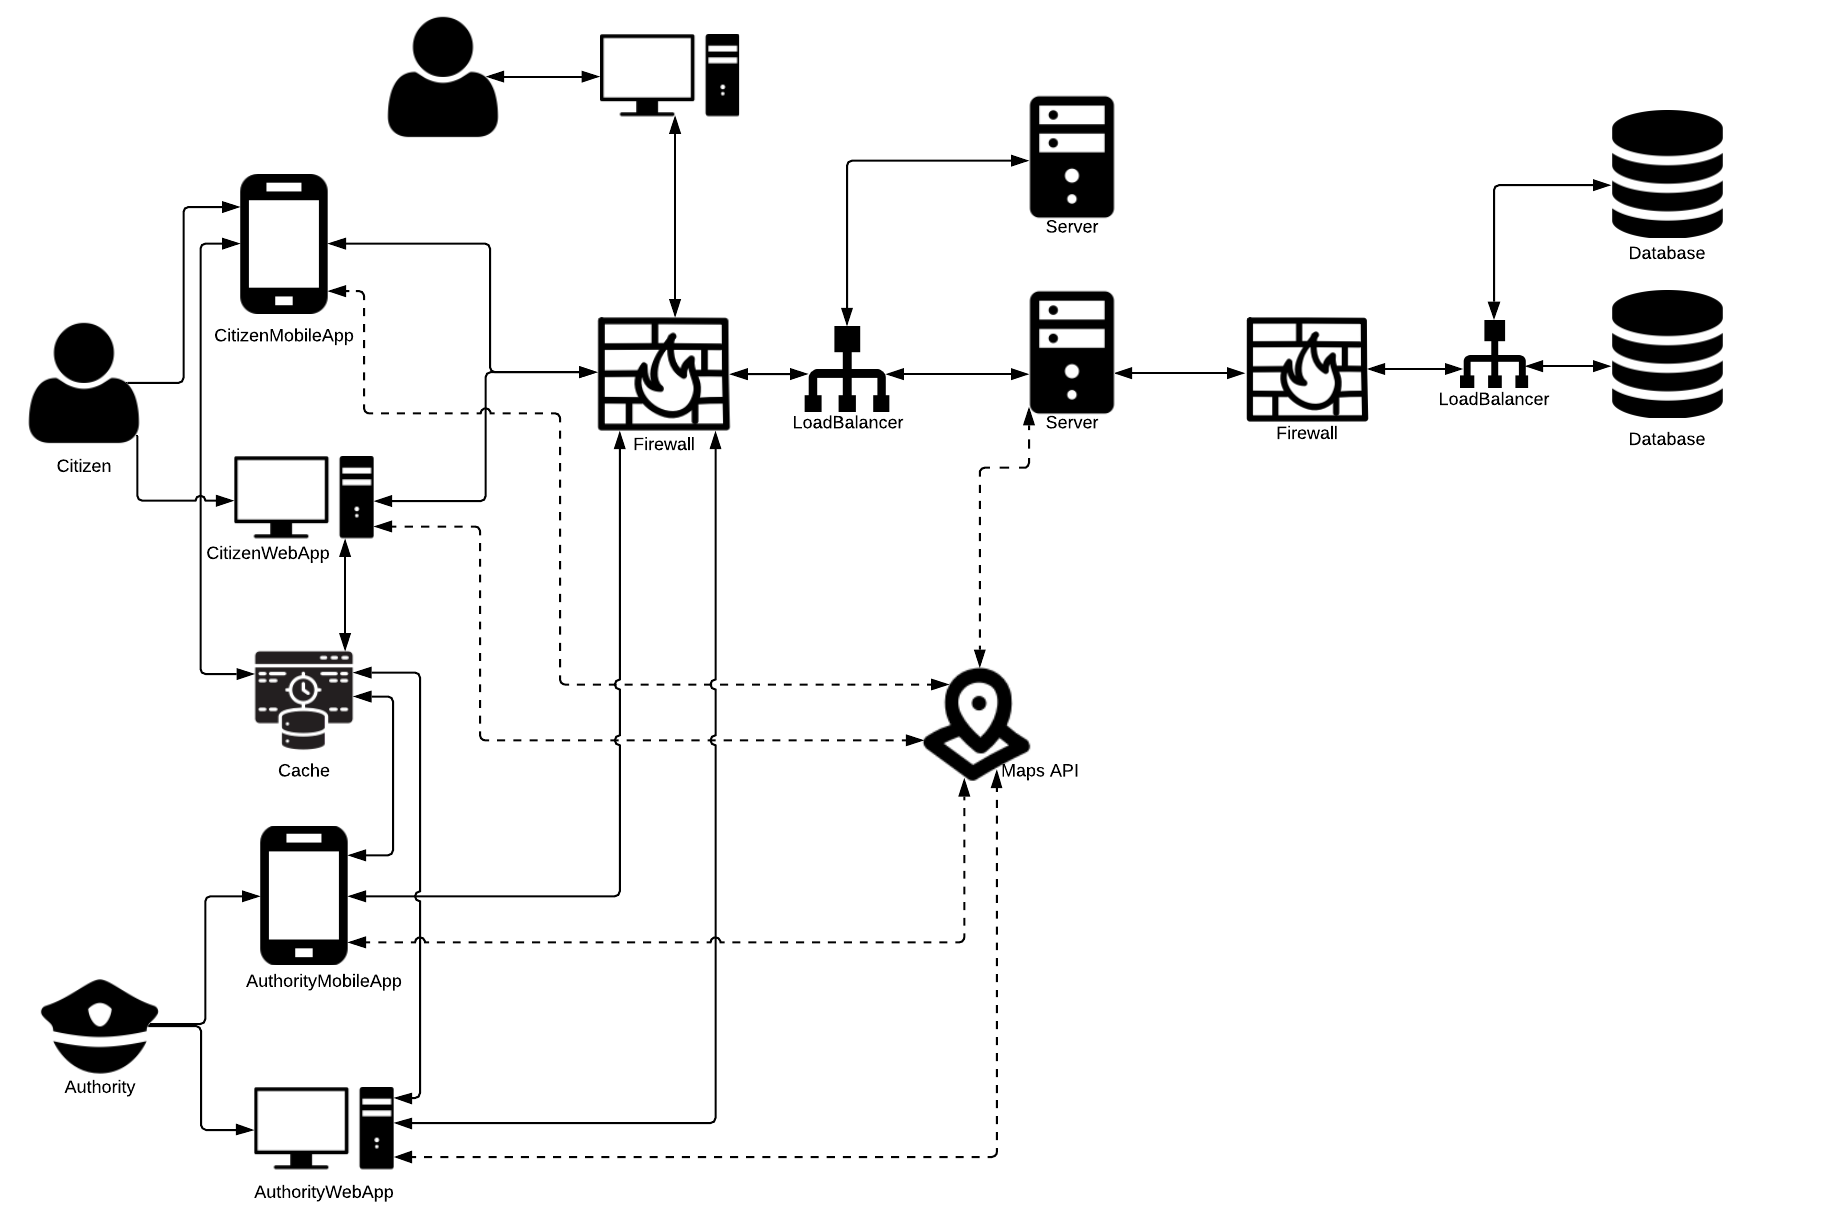 Server
Database
CitizenMobileApp
LoadBalancer
LoadBalancer
Server
Firewall
Firewall
Database
Citizen
CitizenWebApp
Cache
Maps API
AuthorityMobileApp
Authority
AuthorityWebApp